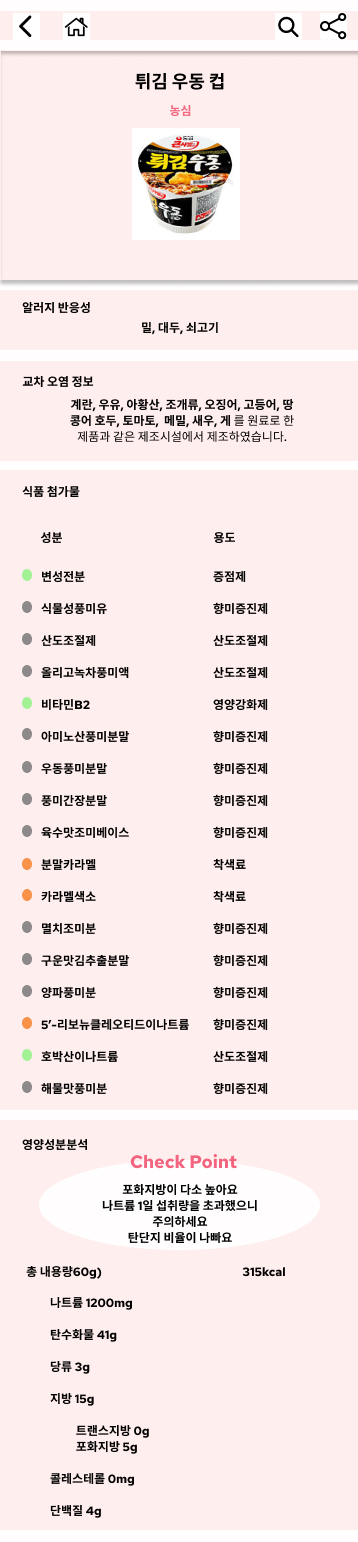 튀김 우동 컵
농심
농심
큰사발면
튀김우동
튀김우동
알러지 반응성
밀, 대두, 쇠고기
교차 오염 정보
계란, 우유, 아황산, 조개류, 오징어, 고등어, 땅
콩어 호두, 토마토, 메밀, 새우, 게 를 원료로 한
제품과 같은 제조시설에서 제조하였습니다.
식품 첨가물
성분 용도
변성전분 증점제
식물성풍미유 향미증진제
산도조절제 산도조절제
올리고녹차풍미액 산도조절제
비타민B2 영양강화제
아미노산풍미분말 향미증진제
우동풍미분말 향미증진제
풍미간장분말 향미증진제
육수맛조미베이스 향미증진제
분말카라멜 착색료
카라멜색소 착색료
멸치조미분 향미증진제
구운맛김추출분말 향미증진제
양파풍미분 향미증진제
5’-리보뉴클레오티드이나트륨 향미증진제
호박산이나트륨 산도조절제
해물맛풍미분 향미증진제
영양성분분석
Check Point
포화지방이 다소 높아요
나트륨 1일 섭취량을 초과했으니
주의하세요
탄단지 비율이 나빠요
총 내용량60g) 315kcal
나트륨 1200mg
탄수화물 41g
당류 3g
지방 15g
트랜스지방 0g
포화지방 5g
콜레스테롤 0mg
단백질 4g